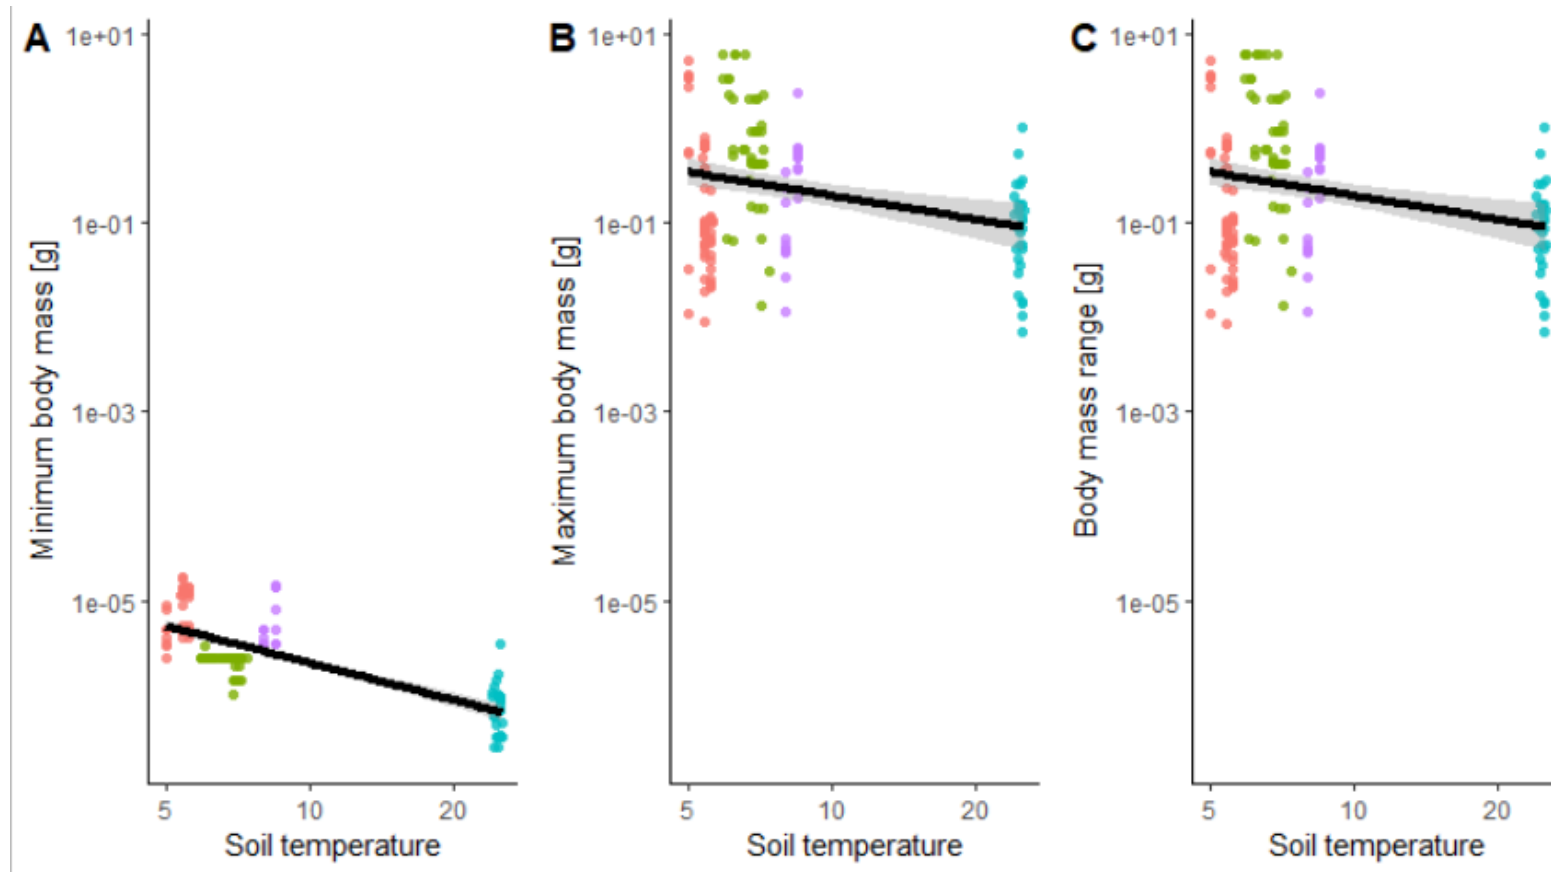 A
1e+01
1e-01
1e-03
1e-05
Minimum body mass [g]
5
10
20
Soil temperature
B
1e+01
1e-01
1e-03
1e-05
Maximum body mass [g]
5
10
20
Soil temperature
C
1e+01
1e-01
1e-03
1e-05
Body mass range [g]
5
10
20
Soil temperature